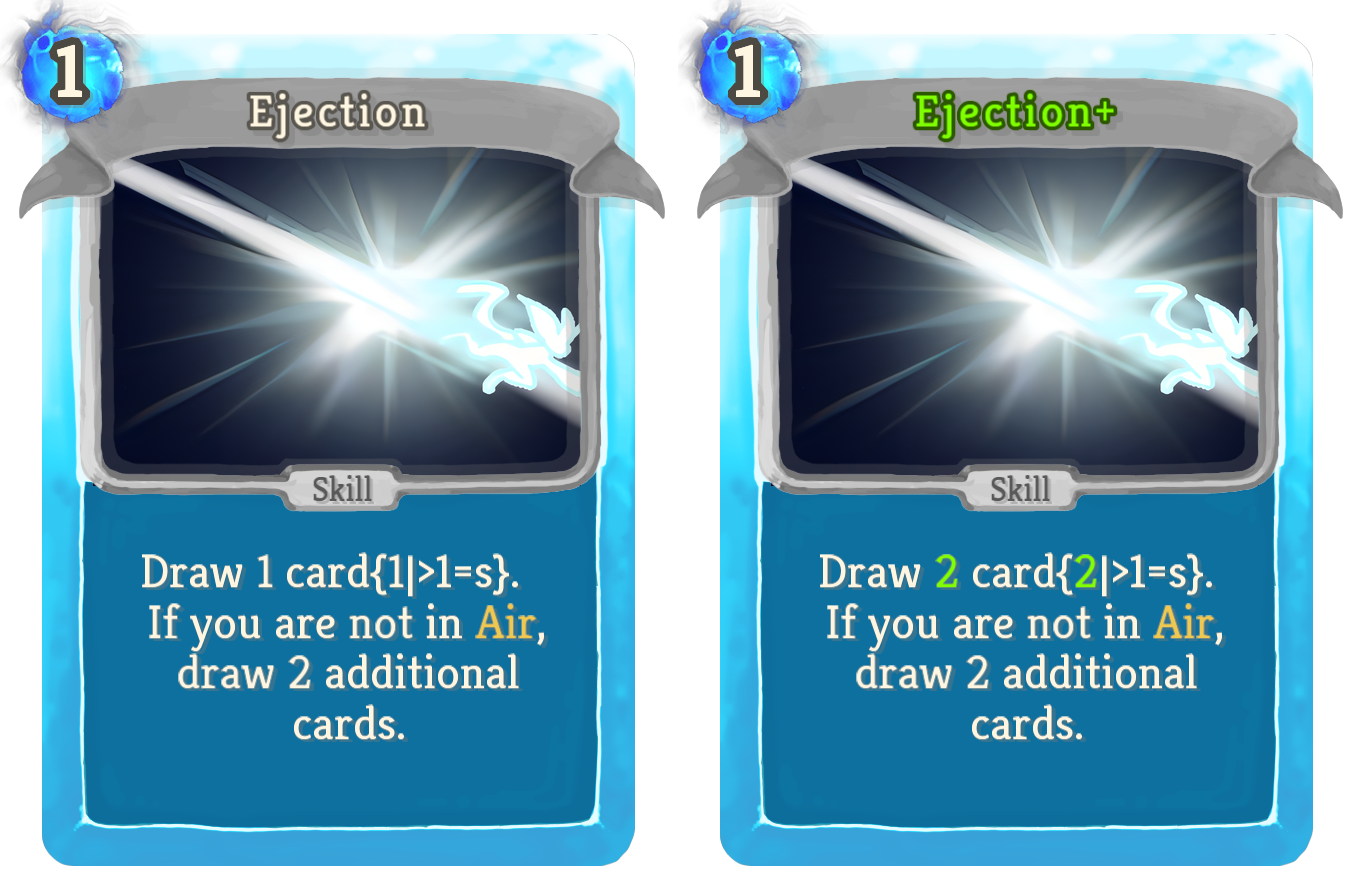 1
Ejection
Skill
Draw 1 card{1|>1=s}.
If you are not in Air,
draw 2 additional
cards.
1
Ejection+
Skill
Draw 2 card{2|>1=s}.
If you are not in Air,
draw 2 additional
cards.